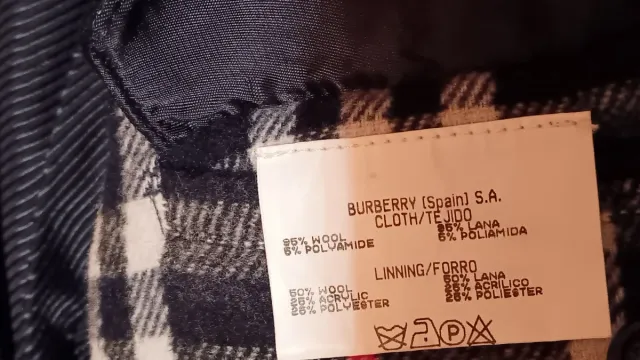 BURBERRY (Spain) S.A.
CLOTH/TEJIDO
95% WOOL 95% LANA
5% POLYAMIDE 5% POLIAMIDA
LINNING/FORRO
50% WOOL 50% LANA
25% ACRYLIC 25% ACRILICO
25% POLYESTER 25% POLIESTER
P